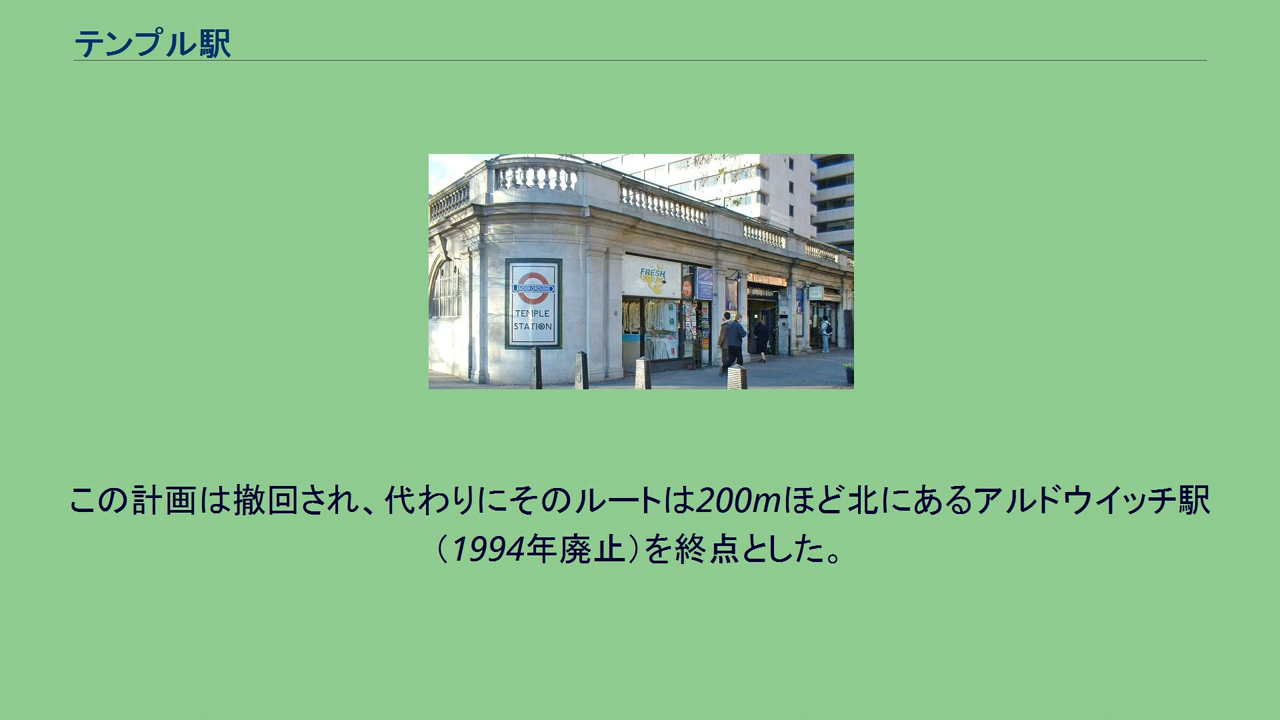 テンプル駅
FRESH
UNDERGROUND
TEMPLE
STATION
この計画は撤回され、代わりにそのルートは200mほど北にあるアルドウイッチ駅
（1994年廃止）を終点とした。